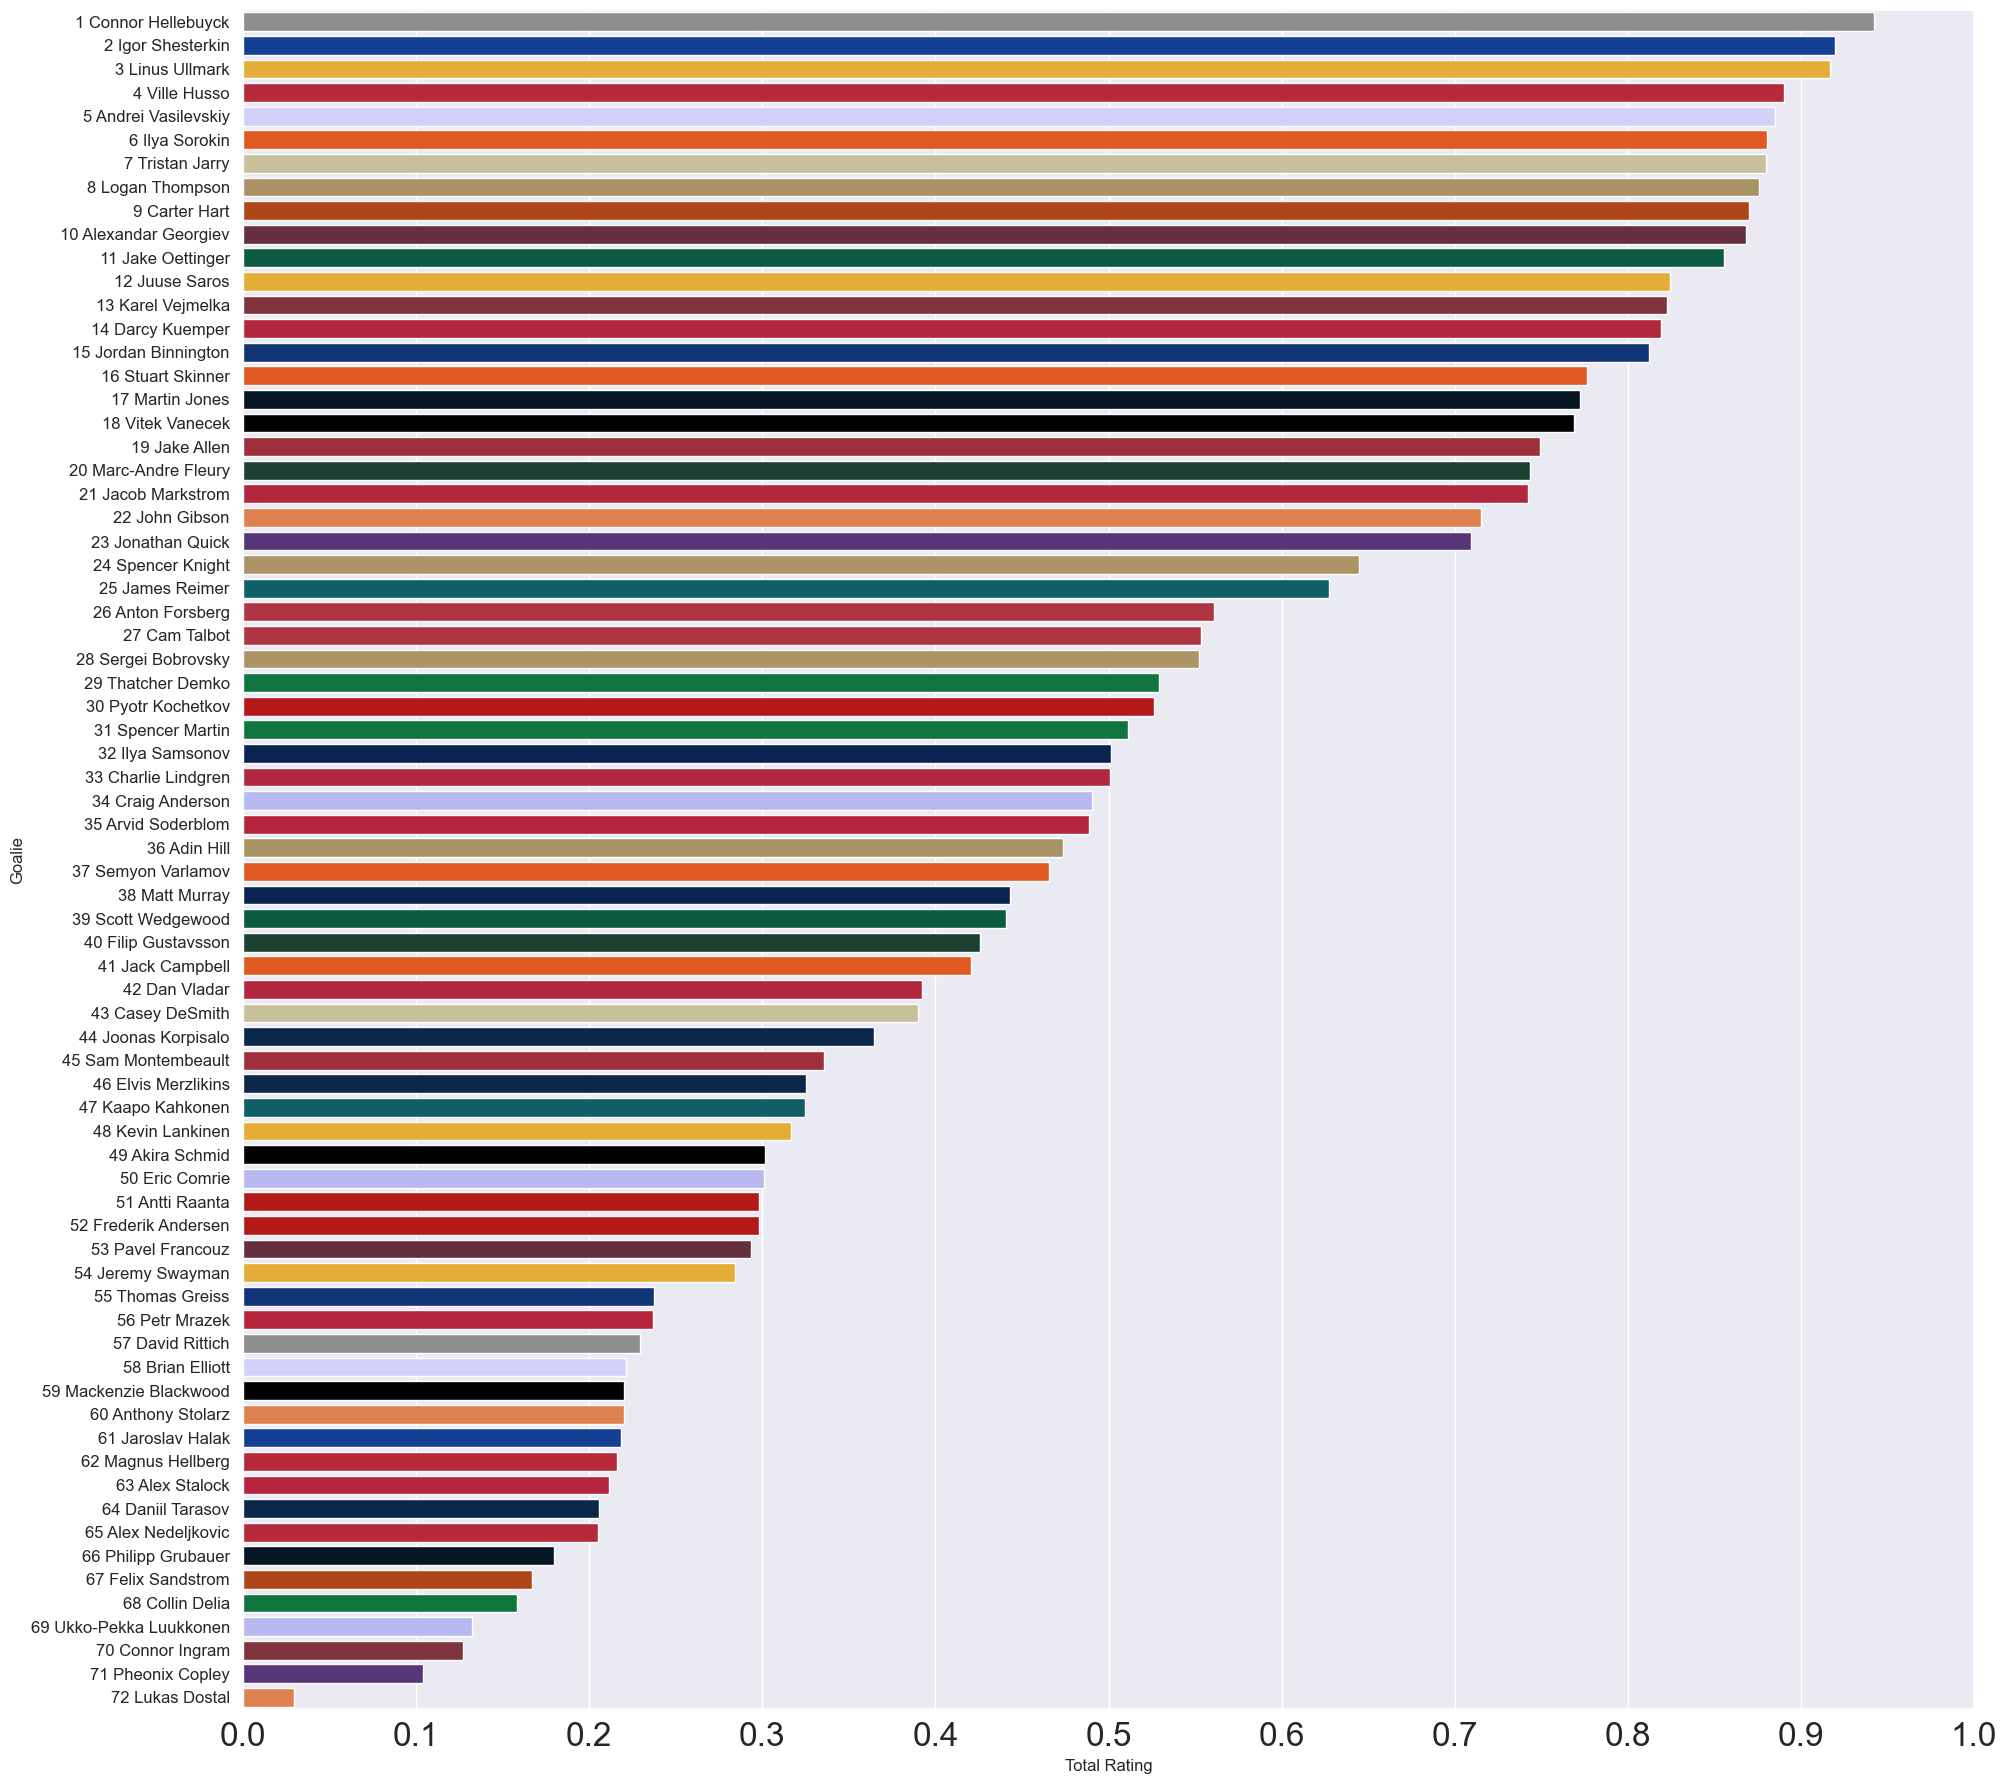 1 Connor Hellebuyck
2 Igor Shesterkin
3 Linus Ullmark
4 Ville Husso
5 Andrei Vasilevskiy
6 Ilya Sorokin
7 Tristan Jarry
8 Logan Thompson
9 Carter Hart
10 Alexandar Georgiev
11 Jake Oettinger
12 Juuse Saros
13 Karel Vejmelka
14 Darcy Kuemper
15 Jordan Binnington
16 Stuart Skinner
17 Martin Jones
18 Vitek Vanecek
19 Jake Allen
20 Marc-Andre Fleury
21 Jacob Markstrom
22 John Gibson
23 Jonathan Quick
24 Spencer Knight
25 James Reimer
26 Anton Forsberg
27 Cam Talbot
28 Sergei Bobrovsky
29 Thatcher Demko
30 Pyotr Kochetkov
31 Spencer Martin
32 Ilya Samsonov
33 Charlie Lindgren
34 Craig Anderson
35 Arvid Soderblom
36 Adin Hill
37 Semyon Varlamov
38 Matt Murray
39 Scott Wedgewood
40 Filip Gustavsson
41 Jack Campbell
42 Dan Vladar
43 Casey DeSmith
44 Joonas Korpisalo
45 Sam Montembeault
46 Elvis Merzlikins
47 Kaapo Kahkonen
48 Kevin Lankinen
49 Akira Schmid
50 Eric Comrie
51 Antti Raanta
52 Frederik Andersen
53 Pavel Francouz
54 Jeremy Swayman
55 Thomas Greiss
56 Petr Mrazek
57 David Rittich
58 Brian Elliott
59 Mackenzie Blackwood
60 Anthony Stolarz
61 Jaroslav Halak
62 Magnus Hellberg
63 Alex Stalock
64 Daniil Tarasov
65 Alex Nedeljkovic
66 Philipp Grubauer
67 Felix Sandstrom
68 Collin Delia
69 Ukko-Pekka Luukkonen
70 Connor Ingram
71 Pheonix Copley
72 Lukas Dostal
Goalie
0.0 0.1 0.2 0.3 0.4 0.5 0.6 0.7 0.8 0.9 1.0
Total Rating